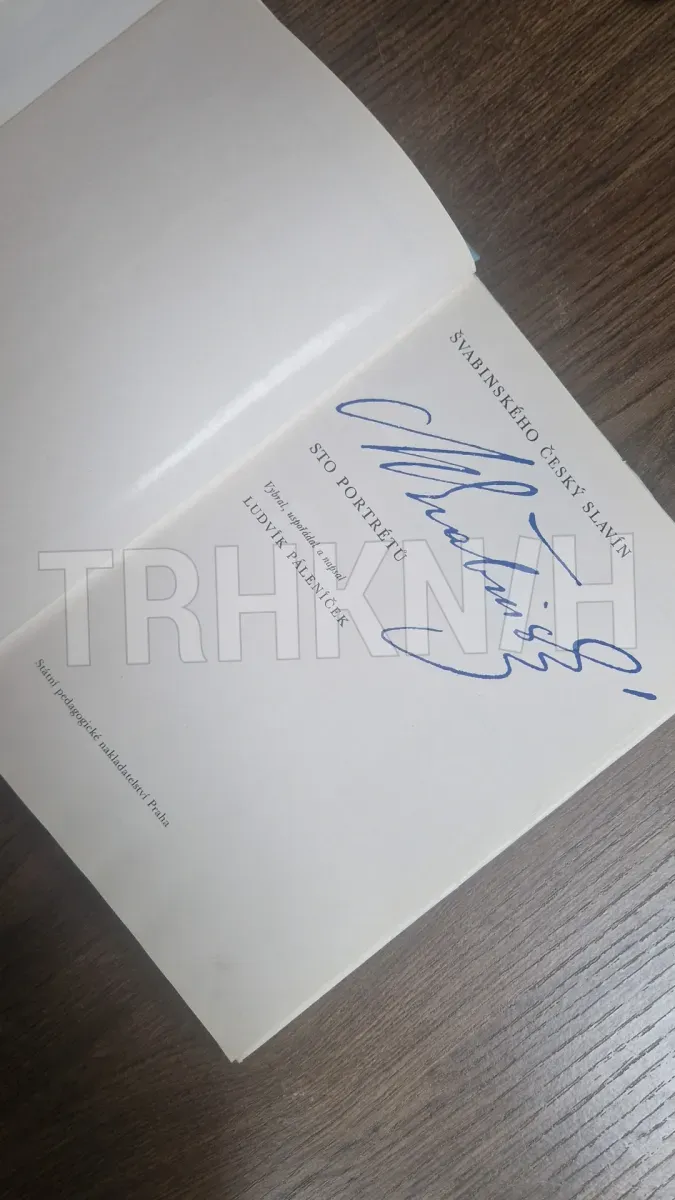 ŠVABINSKÉHO ČESKÝ SLAVÍN
STO PORTRÉTŮ
Vybral, uspořádal a napsal
LUDVÍK PÁLENÍČEK
Státní pedagogické nakladatelství Praha
TRHKNIH